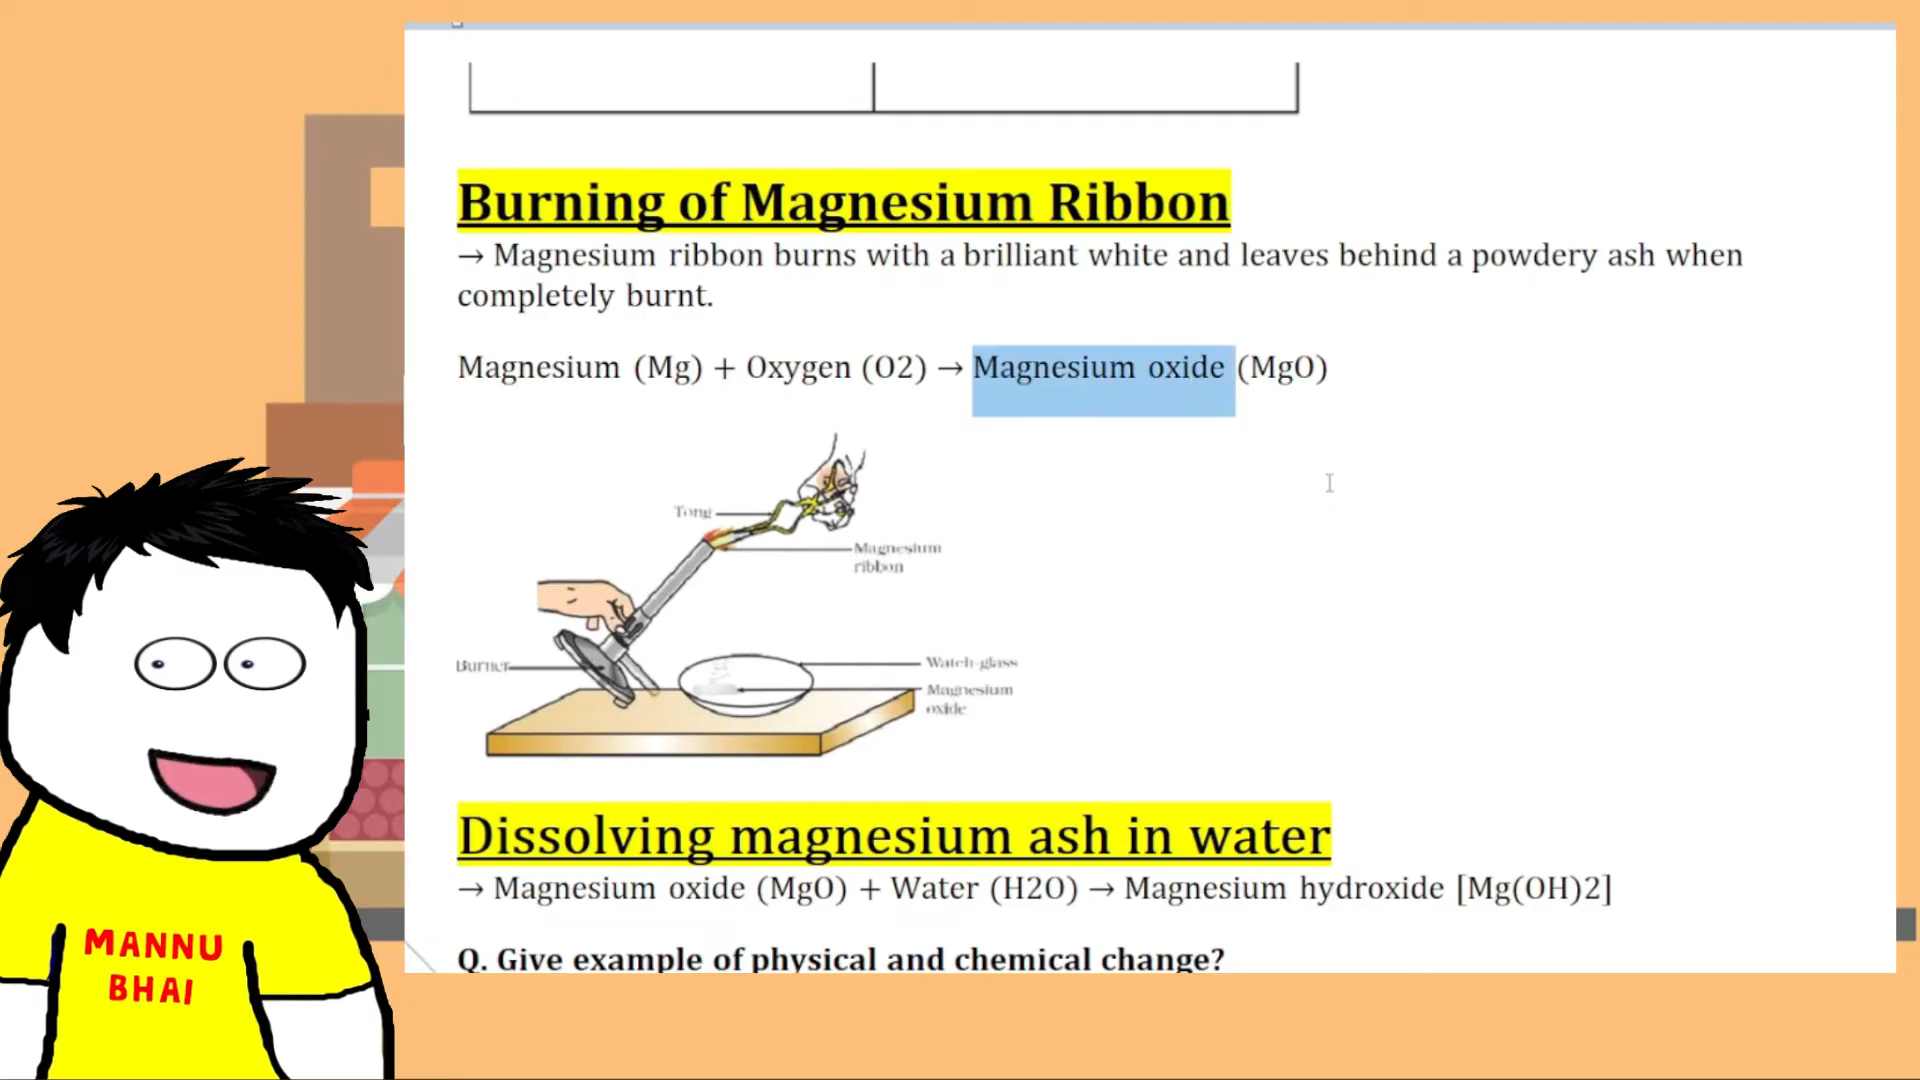 Burning of Magnesium Ribbon
→ Magnesium ribbon burns with a brilliant white and leaves behind a powdery ash when
completely burnt.
Magnesium (Mg) + Oxygen (O2) → Magnesium oxide (MgO)
Tong
Magnesium
ribbon
Burner
Watch-glass
Magnesium
oxide
Dissolving magnesium ash in water
→ Magnesium oxide (MgO) + Water (H2O) → Magnesium hydroxide [Mg(OH)2]
Q. Give example of physical and chemical change?
MANNU
BHAI